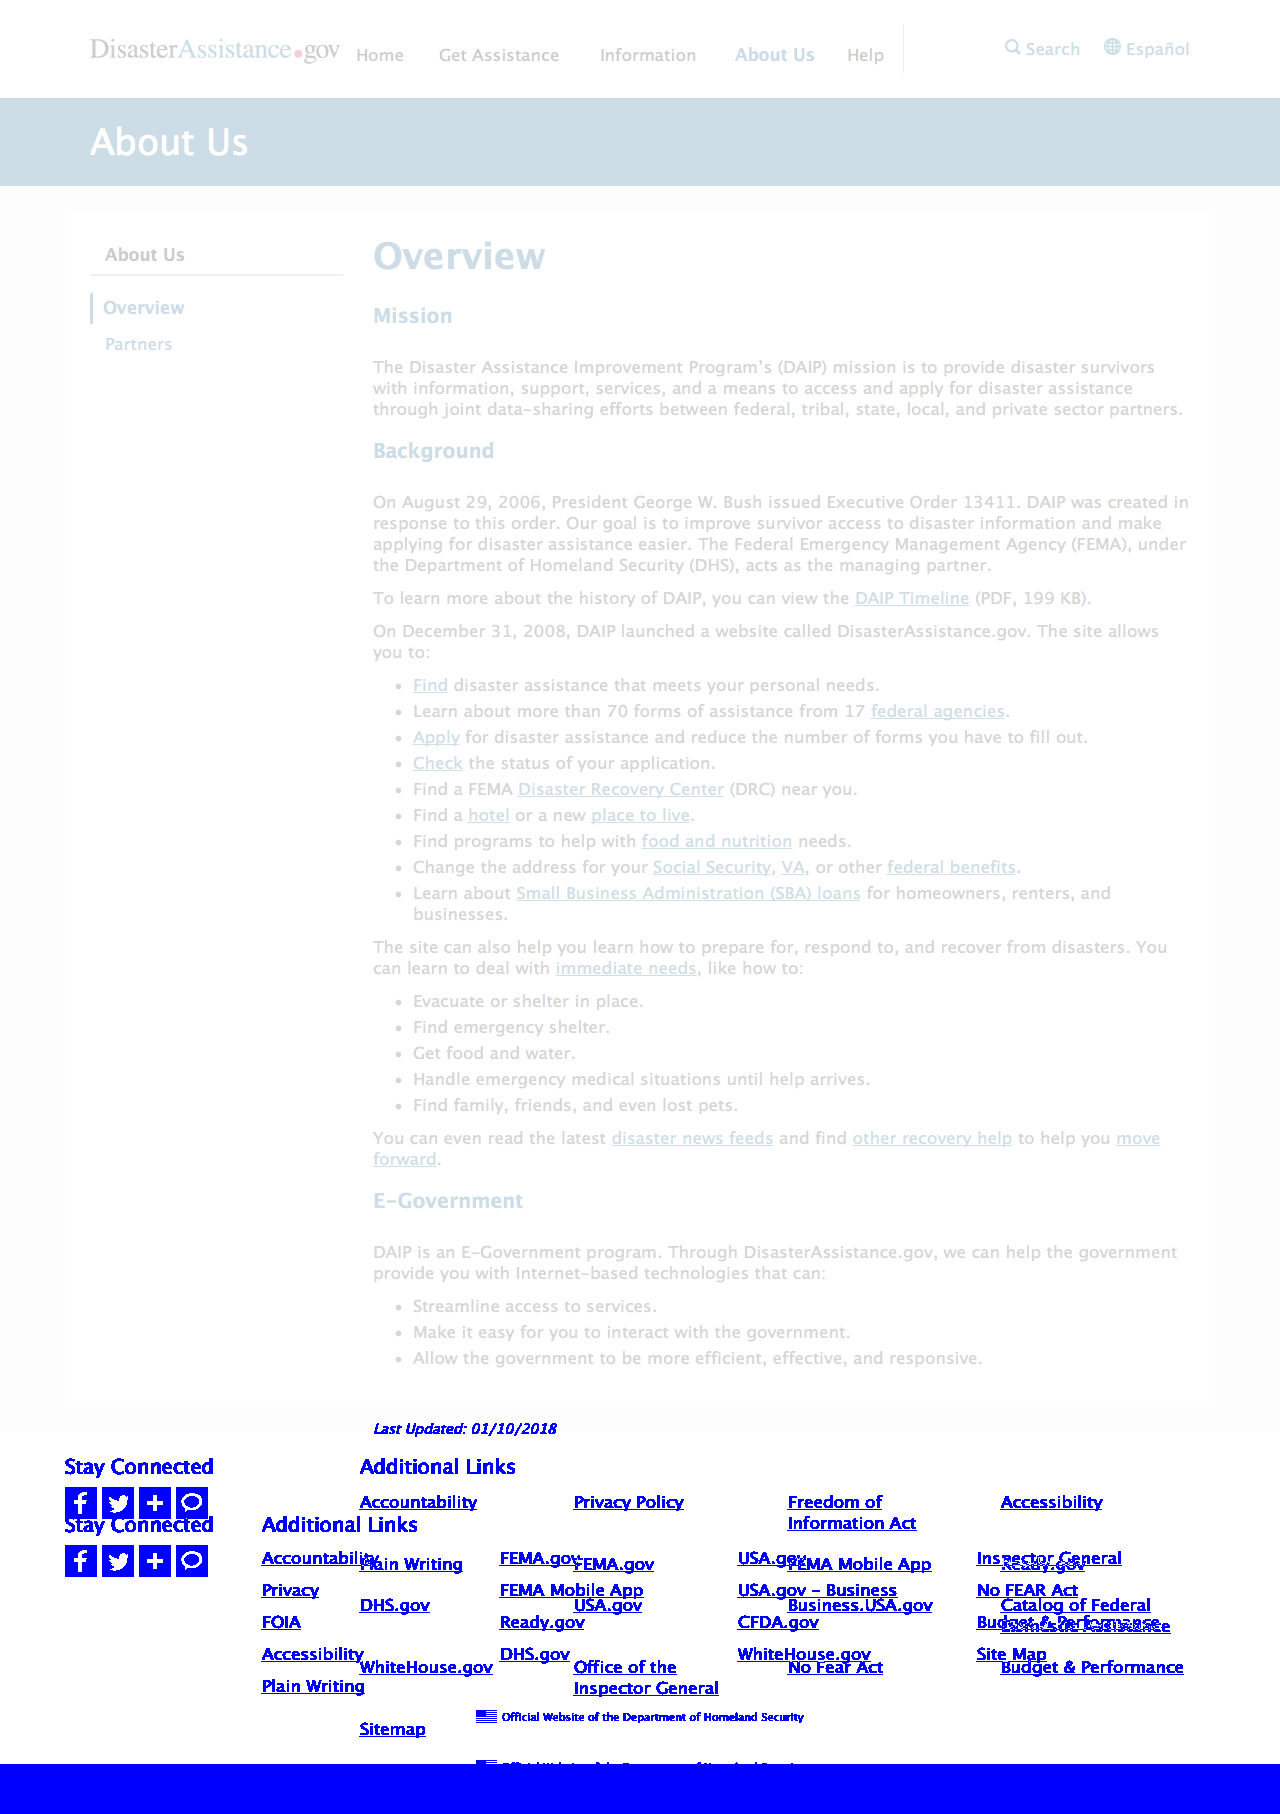 DisasterAssistance.gov Home Get Assistance Information About Us Help Search Español
About Us
About Us
Overview
Partners
Overview
Mission
The Disaster Assistance Improvement Program’s (DAIP) mission is to provide disaster survivors
with information, support, services, and a means to access and apply for disaster assistance
through joint data-sharing efforts between federal, tribal, state, local, and private sector partners.
Background
On August 29, 2006, President George W. Bush issued Executive Order 13411. DAIP was created in
response to this order. Our goal is to improve survivor access to disaster information and make
applying for disaster assistance easier. The Federal Emergency Management Agency (FEMA), under
the Department of Homeland Security (DHS), acts as the managing partner.
To learn more about the history of DAIP, you can view the DAIP Timeline (PDF, 199 KB).
On December 31, 2008, DAIP launched a website called DisasterAssistance.gov. The site allows
you to:
• Find disaster assistance that meets your personal needs.
• Learn about more than 70 forms of assistance from 17 federal agencies.
• Apply for disaster assistance and reduce the number of forms you have to fill out.
• Check the status of your application.
• Find a FEMA Disaster Recovery Center (DRC) near you.
• Find a hotel or a new place to live.
• Find programs to help with food and nutrition needs.
• Change the address for your Social Security, VA, or other federal benefits.
• Learn about Small Business Administration (SBA) loans for homeowners, renters, and
businesses.
The site can also help you learn how to prepare for, respond to, and recover from disasters. You
can learn to deal with immediate needs, like how to:
• Evacuate or shelter in place.
• Find emergency shelter.
• Get food and water.
• Handle emergency medical situations until help arrives.
• Find family, friends, and even lost pets.
You can even read the latest disaster news feeds and find other recovery help to help you move
forward.
E-Government
DAIP is an E-Government program. Through DisasterAssistance.gov, we can help the government
provide you with Internet-based technologies that can:
• Streamline access to services.
• Make it easy for you to interact with the government.
• Allow the government to be more efficient, effective, and responsive.
Last Updated: 01/10/2018
Stay Connected Additional Links
Accountability Privacy Policy Freedom of Accessibility
Information Act
Stay Connected Additional Links
Accountability FEMA.gov USA.gov Inspector General
Plain Writing FEMA.gov FEMA Mobile App Ready.gov
Privacy FEMA Mobile App USA.gov - Business No FEAR Act
DHS.gov USA.gov Business.USA.gov Catalog of Federal
FOIA Ready.gov CFDA.gov Budget & Performance
Domestic Assistance
Accessibility DHS.gov WhiteHouse.gov Site Map
WhiteHouse.gov Office of the No Fear Act Budget & Performance
Plain Writing Inspector General
Official Website of the Department of Homeland Security
Sitemap